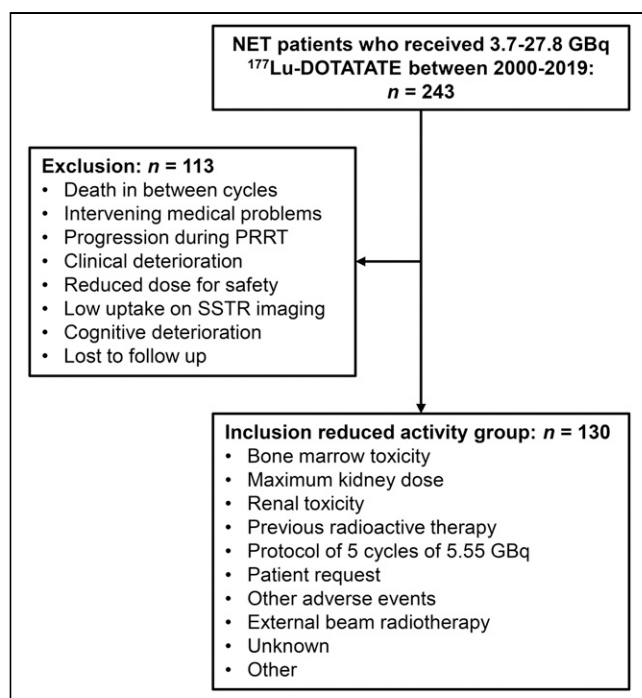 NET patients who received 3.7-27.8 GBq
¹⁷⁷Lu-DOTATATE between 2000-2019:
n = 243
Exclusion: n = 113
• Death in between cycles
• Intervening medical problems
• Progression during PRRT
• Clinical deterioration
• Reduced dose for safety
• Low uptake on SSTR imaging
• Cognitive deterioration
• Lost to follow up
Inclusion reduced activity group: n = 130
• Bone marrow toxicity
• Maximum kidney dose
• Renal toxicity
• Previous radioactive therapy
• Protocol of 5 cycles of 5.55 GBq
• Patient request
• Other adverse events
• External beam radiotherapy
• Unknown
• Other